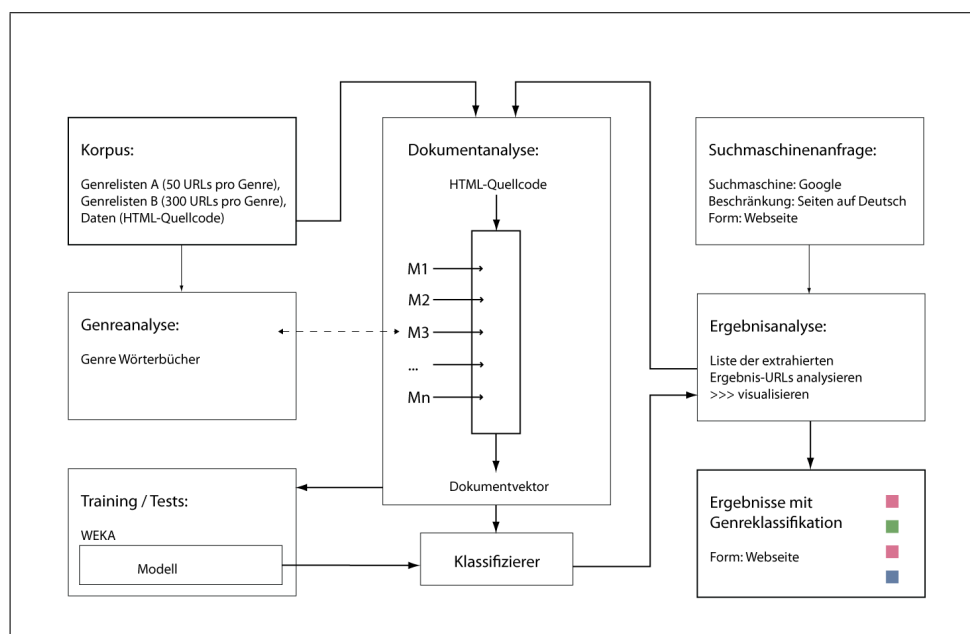 Korpus:
Genrelisten A (50 URLs pro Genre),
Genrelisten B (300 URLs pro Genre),
Daten (HTML-Quellcode)
Genreanalyse:
Genre Wörterbücher
Training / Tests:
WEKA
Modell
Dokumentanalyse:
HTML-Quellcode
M1
M2
M3
...
Mn
Dokumentvektor
Klassifizierer
Suchmaschinenanfrage:
Suchmaschine: Google
Beschränkung: Seiten auf Deutsch
Form: Webseite
Ergebnisanalyse:
Liste der extrahierten
Ergebnis-URLs analysieren
>>> visualisieren
Ergebnisse mit
Genreklassifikation
Form: Webseite